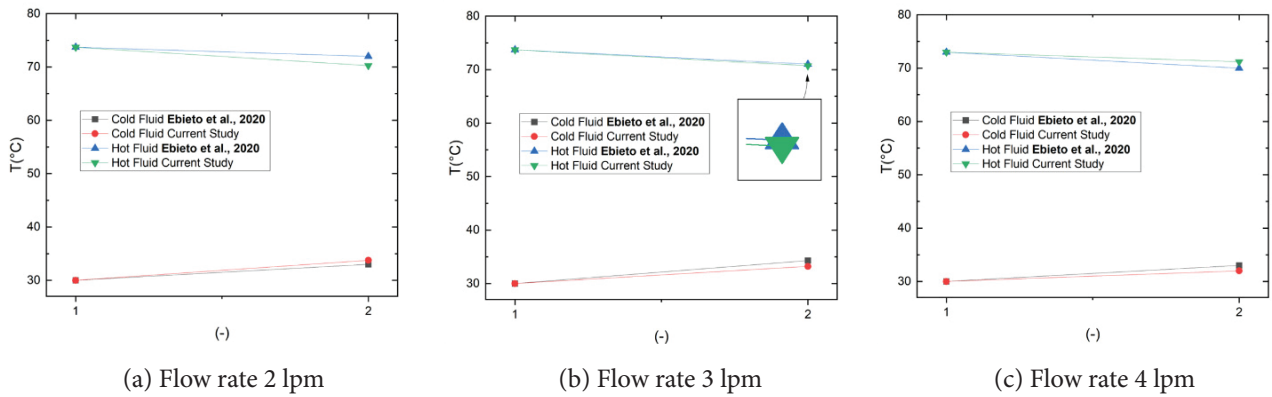 80
70
60
50
40
30
T(°C)
Cold Fluid Ebieto et al., 2020
Cold Fluid Current Study
Hot Fluid Ebieto et al., 2020
Hot Fluid Current Study
1
2
(-)
(a) Flow rate 2 lpm
80
70
60
50
40
30
T(°C)
Cold Fluid Ebieto et al., 2020
Cold Fluid Current Study
Hot Fluid Ebieto et al., 2020
Hot Fluid Current Study
1
2
(-)
(b) Flow rate 3 lpm
80
70
60
50
40
30
T(°C)
Cold Fluid Ebieto et al., 2020
Cold Fluid Current Study
Hot Fluid Ebieto et al., 2020
Hot Fluid Current Study
1
2
(-)
(c) Flow rate 4 lpm